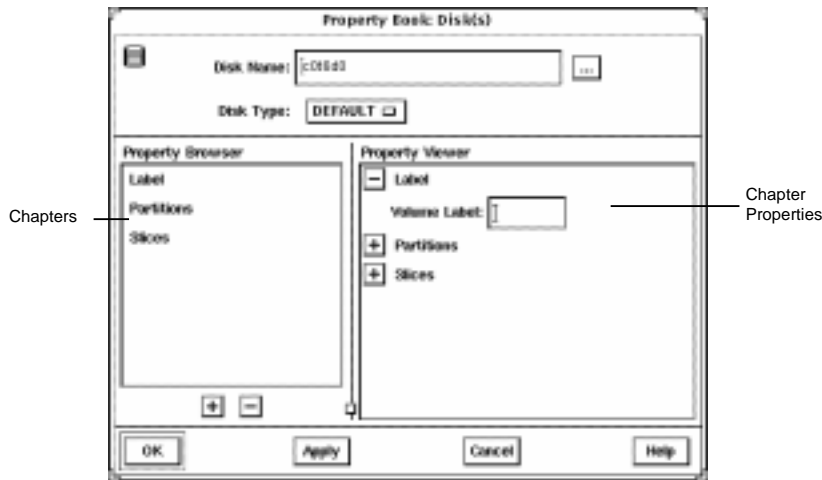 Property Book: Disk(s)
Disk Name: c0t6d0
...
Disk Type: DEFAULT
Property Browser
Label
Partitions
Slices
Property Viewer
Label
Volume Label:
Partitions
Slices
Chapters
Chapter
Properties
OK
Apply
Cancel
Help